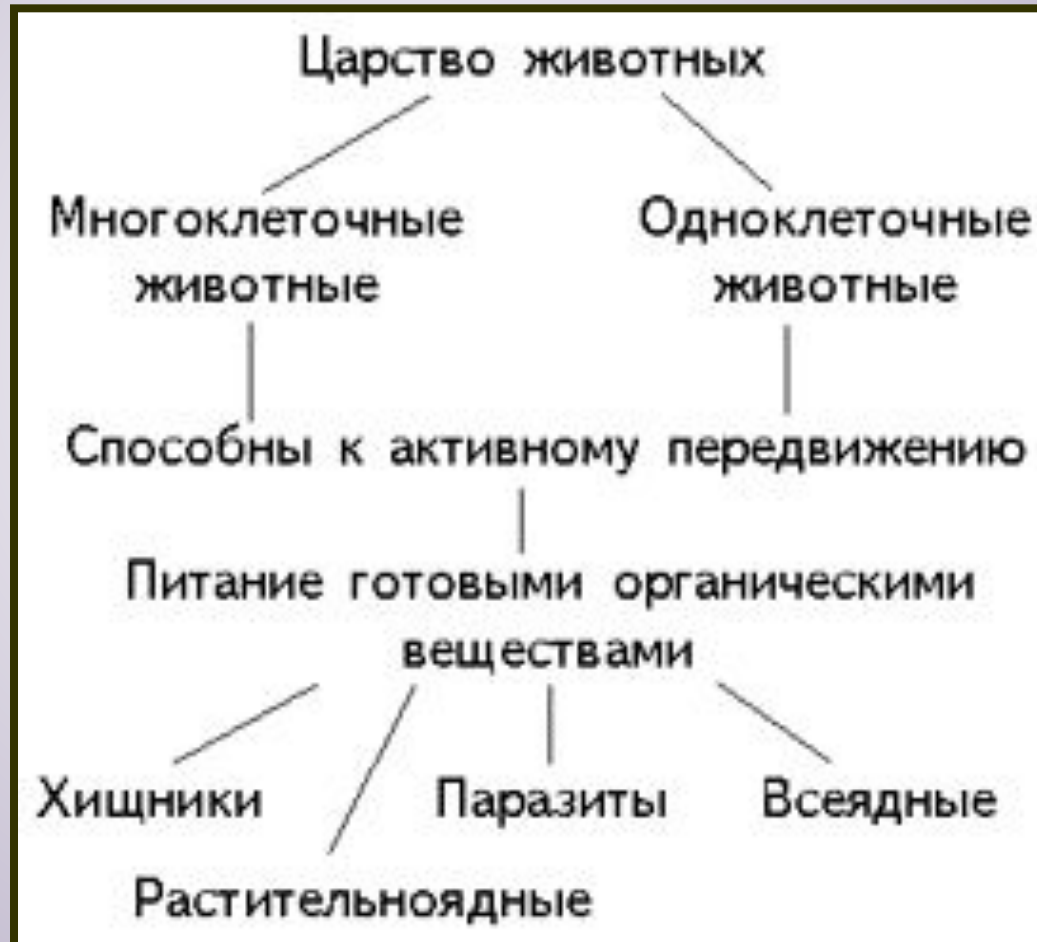 Царство животных
Многоклеточные
животные
Одноклеточные
животные
Способны к активному передвижению
Питание готовыми органическими
веществами
Хищники
Паразиты
Всеядные
Растительноядные